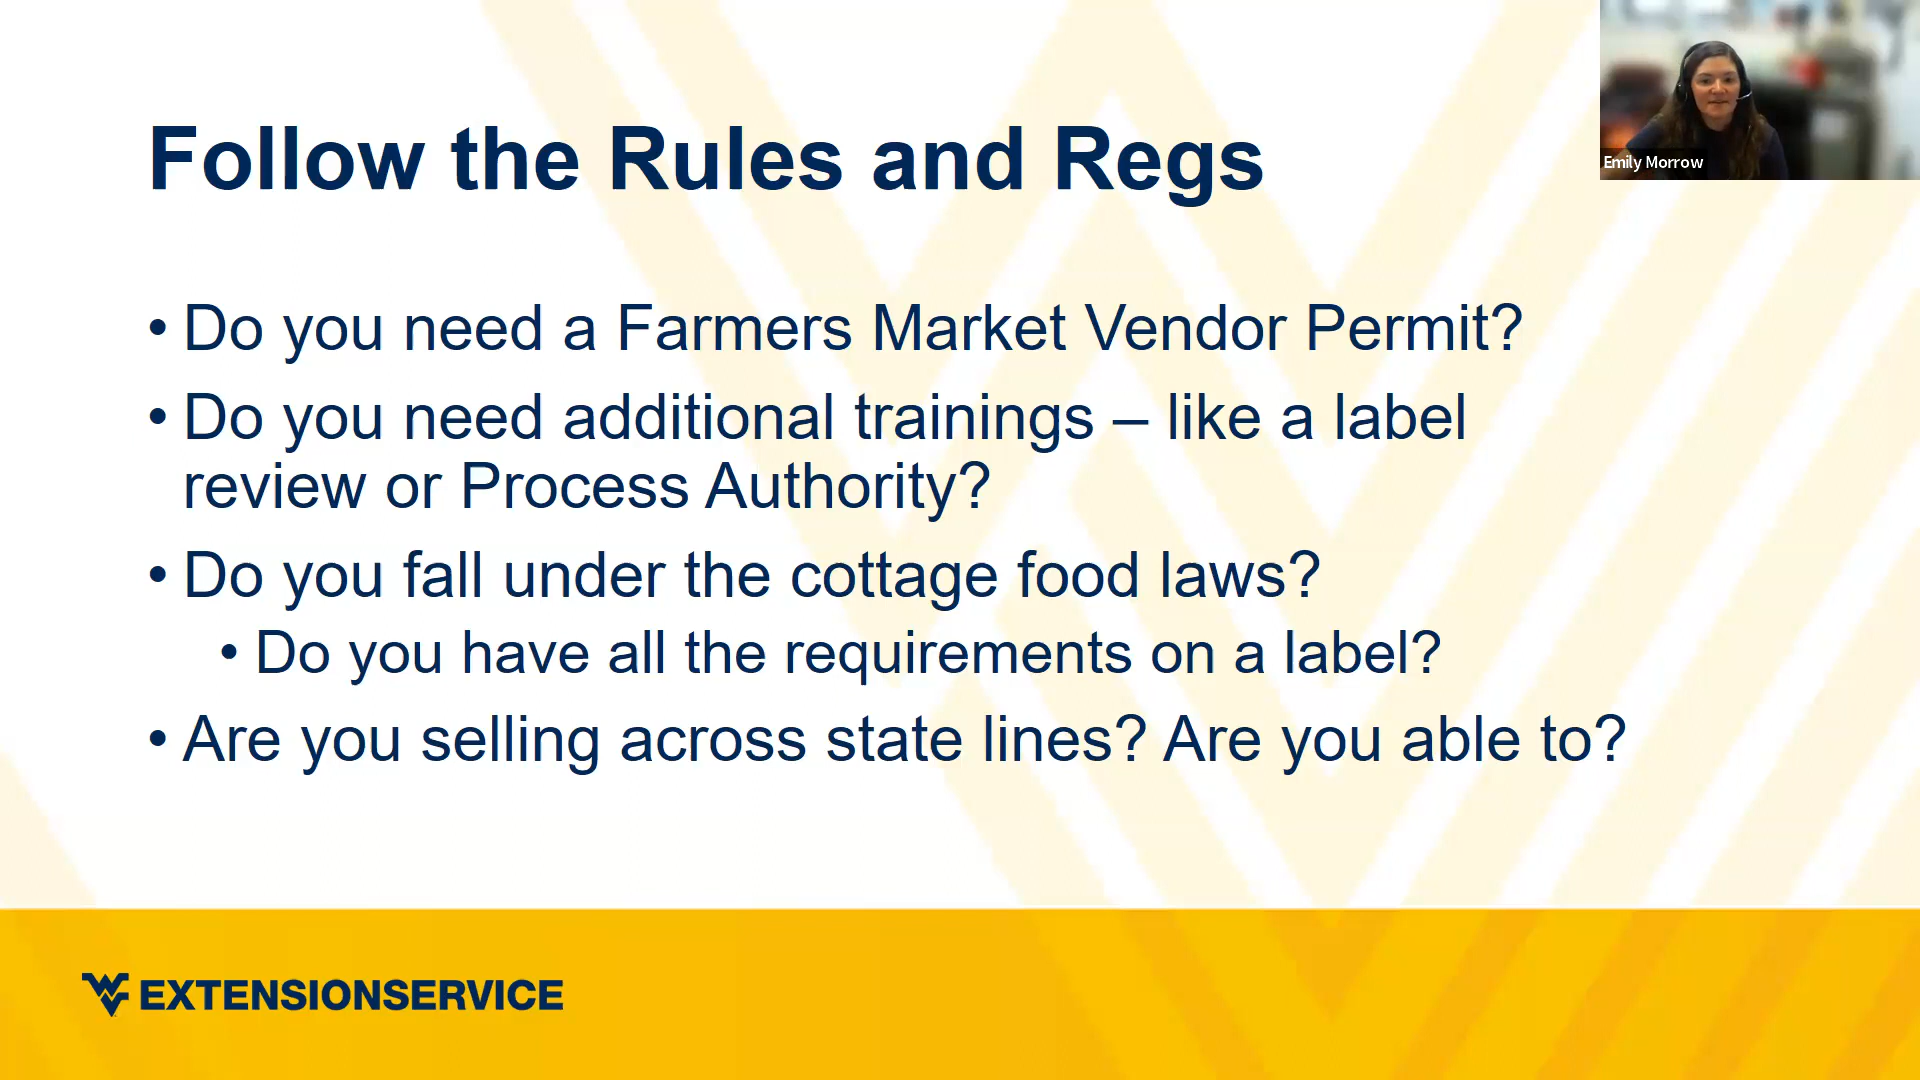 Follow the Rules and Regs
Emily Morrow
• Do you need a Farmers Market Vendor Permit?
• Do you need additional trainings – like a label
review or Process Authority?
• Do you fall under the cottage food laws?
• Do you have all the requirements on a label?
• Are you selling across state lines? Are you able to?
WV EXTENSIONSERVICE